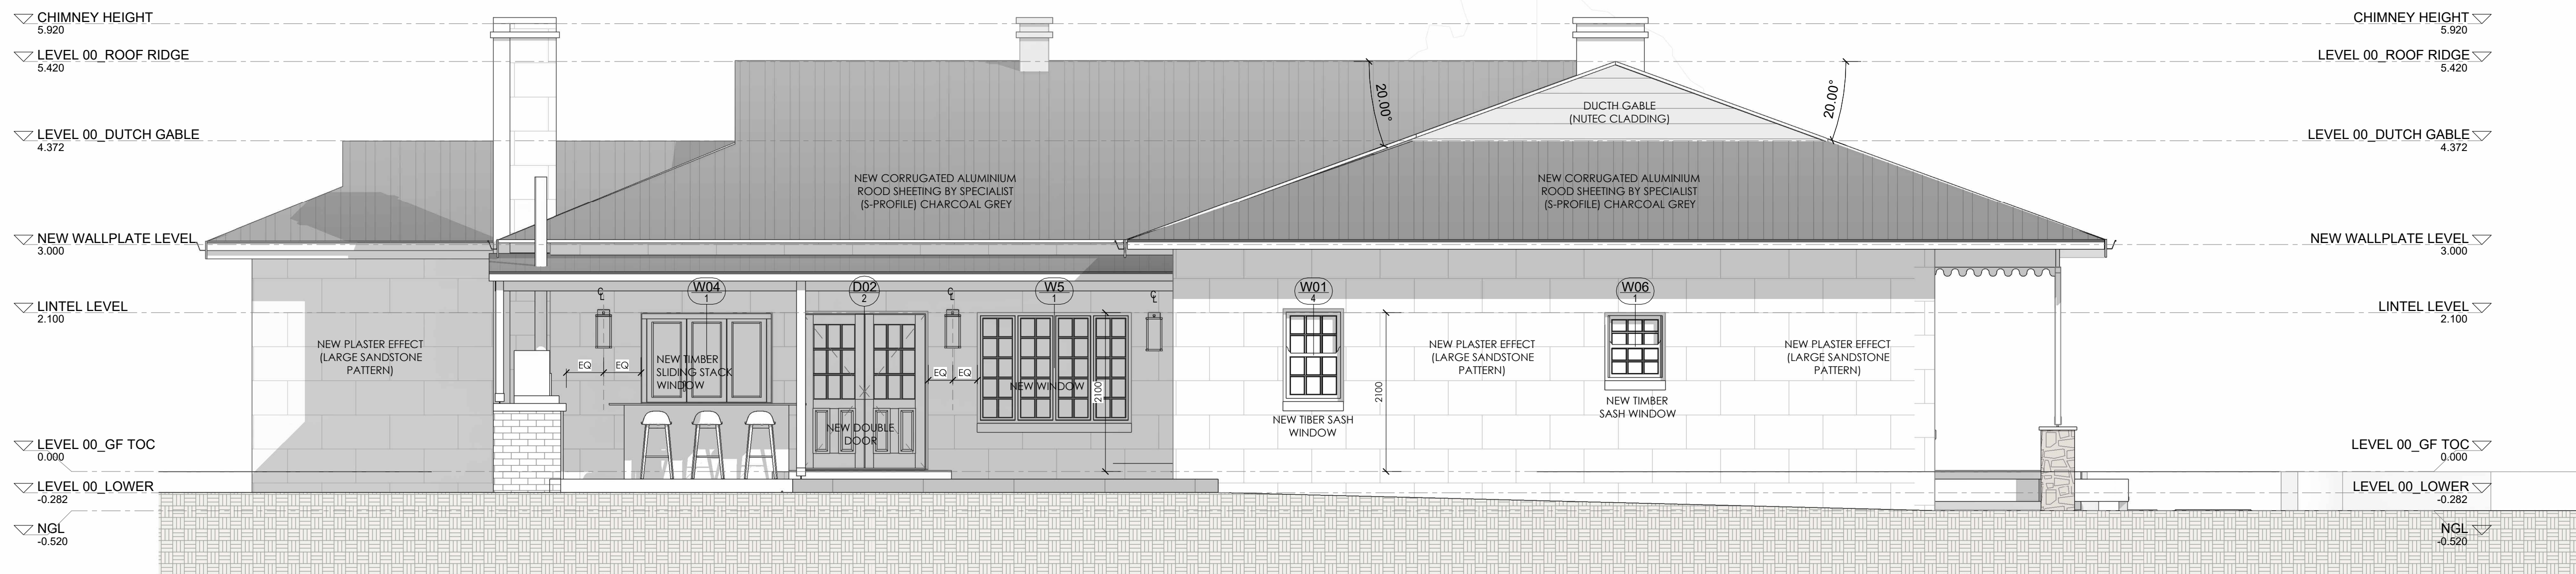 CHIMNEY HEIGHT
5.920
LEVEL 00_ROOF RIDGE
5.420
LEVEL 00_DUTCH GABLE
4.372
NEW WALLPLATE LEVEL
3.000
LINTEL LEVEL
2.100
LEVEL 00_GF TOC
0.000
LEVEL 00_LOWER
-0.282
NGL
-0.520
NEW PLASTER EFFECT
(LARGE SANDSTONE
PATTERN)
NEW CORRUGATED ALUMINIUM
ROOD SHEETING BY SPECIALIST
(S-PROFILE) CHARCOAL GREY
W04
1
D02
2
W5
1
EQ
EQ
NEW TIMBER
SLIDING STACK
WINDOW
NEW DOUBLE
DOOR
EQ
EQ
NEW WINDOW
2100
20.00°
DUCTH GABLE
(NUTEC CLADDING)
20.00°
NEW CORRUGATED ALUMINIUM
ROOD SHEETING BY SPECIALIST
(S-PROFILE) CHARCOAL GREY
W01
4
NEW TIBER SASH
WINDOW
2100
NEW PLASTER EFFECT
(LARGE SANDSTONE
PATTERN)
W06
1
NEW TIMBER
SASH WINDOW
NEW PLASTER EFFECT
(LARGE SANDSTONE
PATTERN)
CHIMNEY HEIGHT
5.920
LEVEL 00_ROOF RIDGE
5.420
LEVEL 00_DUTCH GABLE
4.372
NEW WALLPLATE LEVEL
3.000
LINTEL LEVEL
2.100
LEVEL 00_GF TOC
0.000
LEVEL 00_LOWER
-0.282
NGL
-0.520